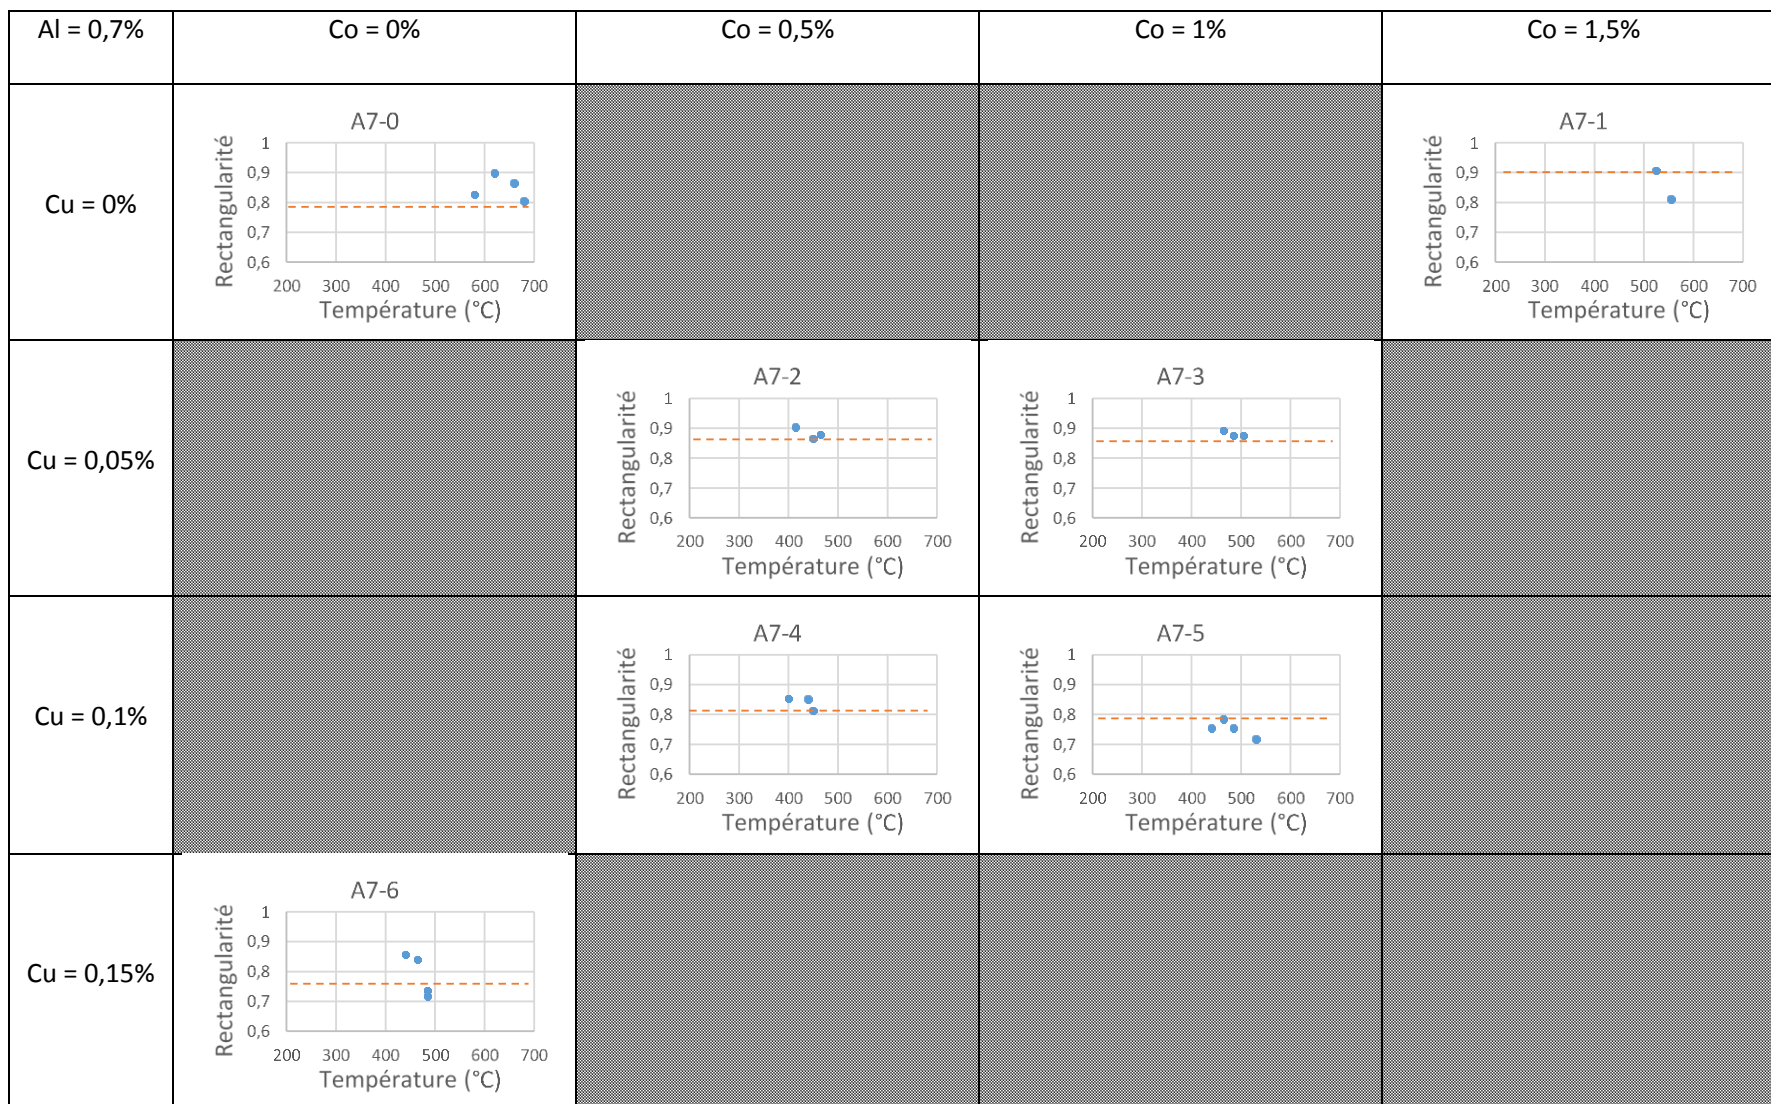 Al = 0,7%
Co = 0%
Co = 0,5%
Co = 1%
Co = 1,5%
Cu = 0%
A7-0
Rectangularité
1
0,9
0,8
0,7
0,6
200 300 400 500 600 700
Température (°C)
A7-1
Rectangularité
1
0,9
0,8
0,7
0,6
200 300 400 500 600 700
Température (°C)
Cu = 0,05%
A7-2
Rectangularité
1
0,9
0,8
0,7
0,6
200 300 400 500 600 700
Température (°C)
A7-3
Rectangularité
1
0,9
0,8
0,7
0,6
200 300 400 500 600 700
Température (°C)
Cu = 0,1%
A7-4
Rectangularité
1
0,9
0,8
0,7
0,6
200 300 400 500 600 700
Température (°C)
A7-5
Rectangularité
1
0,9
0,8
0,7
0,6
200 300 400 500 600 700
Température (°C)
Cu = 0,15%
A7-6
Rectangularité
1
0,9
0,8
0,7
0,6
200 300 400 500 600 700
Température (°C)